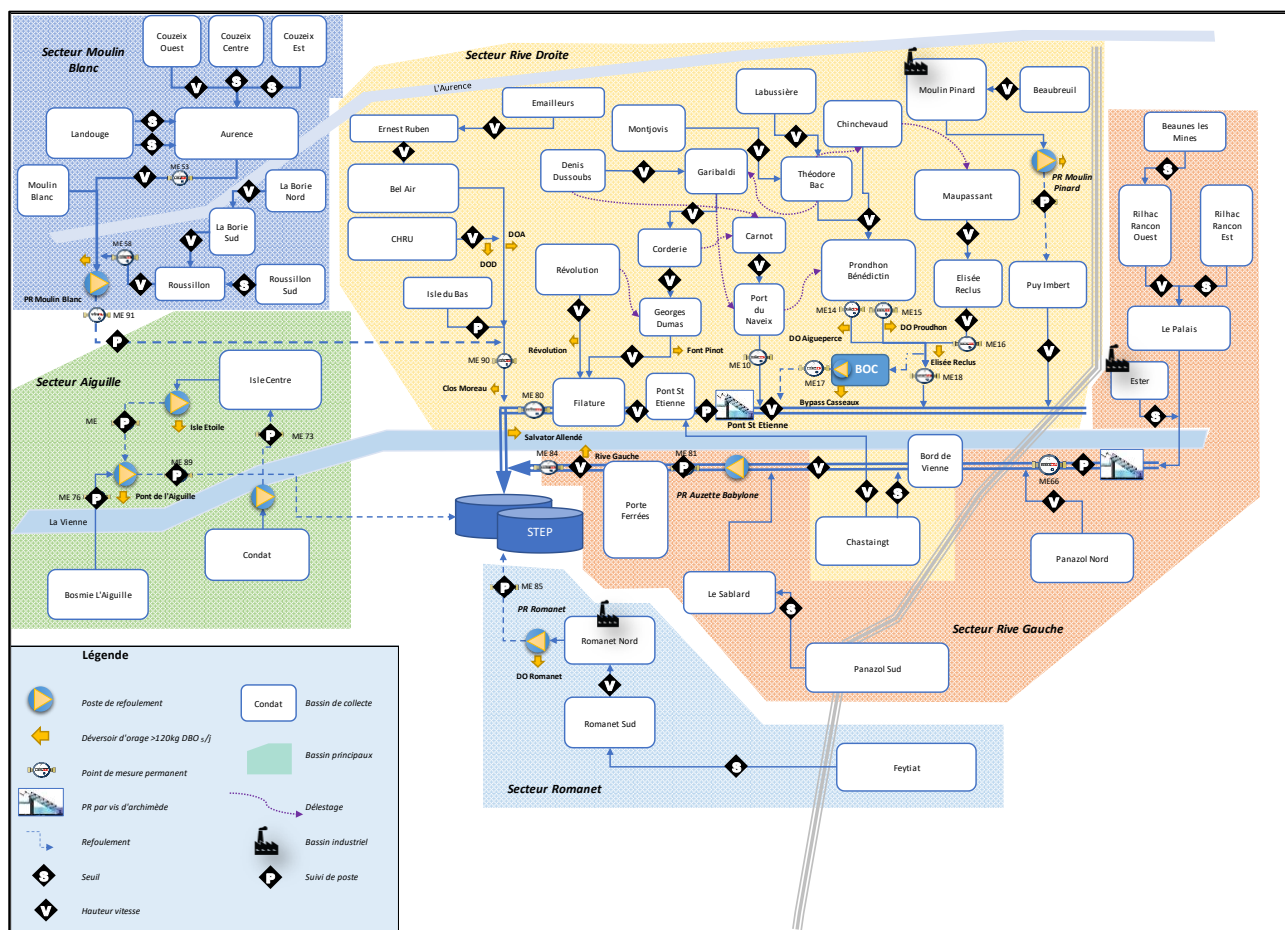 Secteur Moulin
Blanc
Couzeix
Ouest
Couzeix
Centre
Couzeix
Est
V
S
S
Landouge
S
S
Aurence
ME 53
V
Moulin
Blanc
V
La Borie
Nord
La Borie
Sud
ME 58
V
V
Roussillon
S
Roussillon
Sud
PR Moulin Blanc
ME 91
P
Secteur Rive Droite
L'Aurence
Emailleurs
Ernest Ruben
V
V
Bel Air
CHRU
V
DOA
DOD
Isle du Bas
P
ME 90
Clos Moreau
Labussière
Montjovis
V
V
Chinchevaud
Denis
Dussoubs
V
Garibaldi
Théodore
Bac
V
V
Corderie
Carnot
Révolution
V
V
V
Georges
Dumas
Port
du
Naveix
Prondhon
Bénédictin
Révolution
V
Font Pinot
ME 10
ME14
ME15
DO Proudhon
DO Aigueperce
Moulin Pinard
V
Beaubreuil
PR Moulin
Pinard
P
Maupassant
V
Elisée
Reclus
V
ME16
Puy Imbert
V
Elisée Reclus
ME18
BOC
ME17
Bypass Casseaux
ME 80
Filature
V
Pont St
Etienne
P
V
Pont St Etienne
Beaunes les
Mines
S
Rilhac
Rancon
Ouest
Rilhac
Rancon
Est
V
S
Le Palais
Ester
S
Secteur Aiguille
Isle Centre
P
ME
Isle Etoile
P
ME 73
ME 89
P
ME 76
P
Pont de l'Aiguille
La Vienne
Condat
Bosmie L'Aiguille
Salvator Allendé
ME 84
V
Rive Gauche
ME 81
P
PR Auzette Babylone
V
Bord de
Vienne
ME66
P
Porte
Ferrées
V
S
V
Chastaingt
Panazol Nord
STEP
Le Sablard
S
Secteur Rive Gauche
Panazol Sud
ME 85
P
PR Romanet
DO Romanet
Romanet Nord
V
Romanet Sud
S
Feytiat
Secteur Romanet
Légende
Poste de refoulement
Condat
Bassin de collecte
Déversoir d'orage >120kg DBO 5/j
Bassin principaux
Point de mesure permanent
PR par vis d'archimède
Délestage
Refoulement
Bassin industriel
S
Seuil
P
Suivi de poste
V
Hauteur vitesse